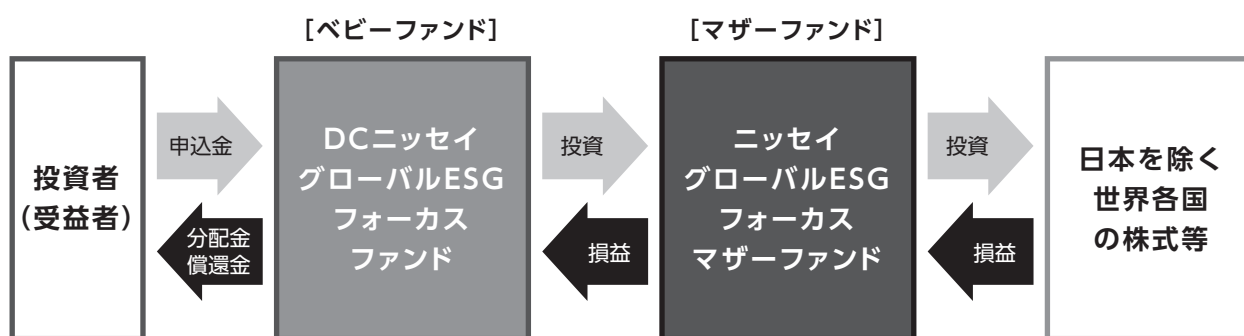 [ベビーファンド]
[マザーファンド]
投資者
(受益者)
申込金
分配金
償還金
DCニッセイ
グローバルESG
フォーカス
ファンド
投資
損益
ニッセイ
グローバルESG
フォーカス
マザーファンド
投資
損益
日本を除く
世界各国
の株式等